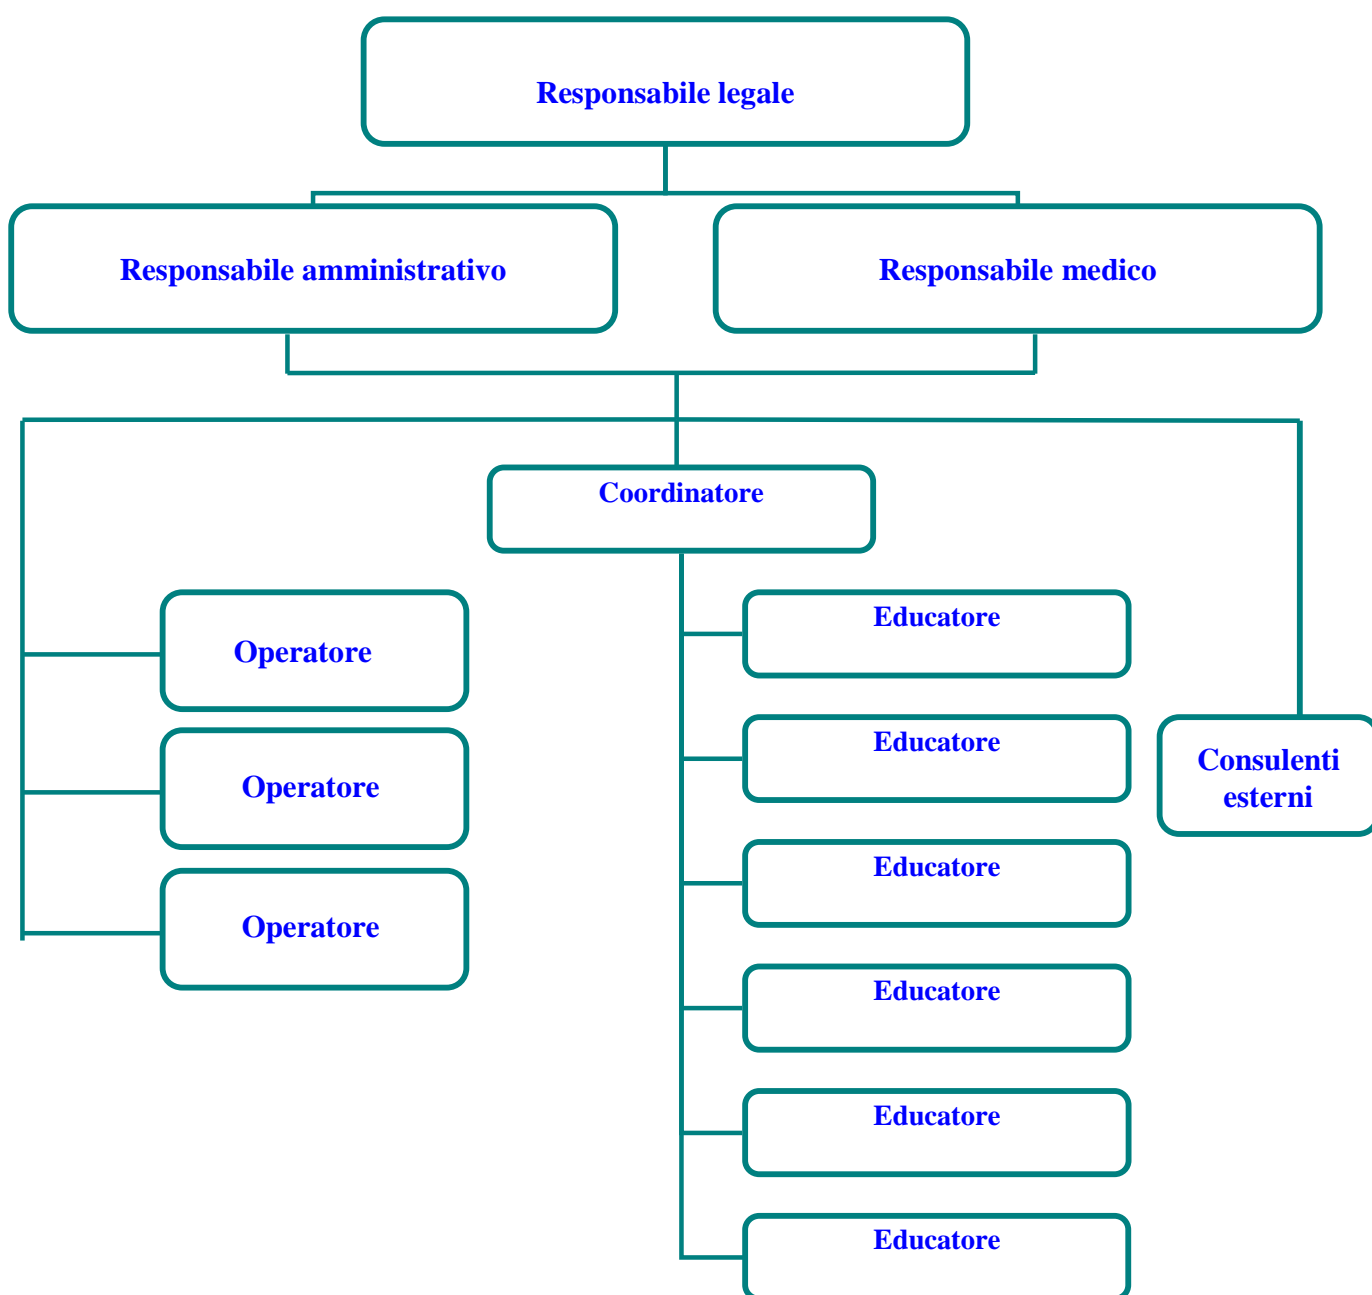 Responsabile legale
Responsabile amministrativo
Responsabile medico
Coordinatore
Operatore
Operatore
Operatore
Educatore
Educatore
Educatore
Educatore
Educatore
Educatore
Consulenti
esterni